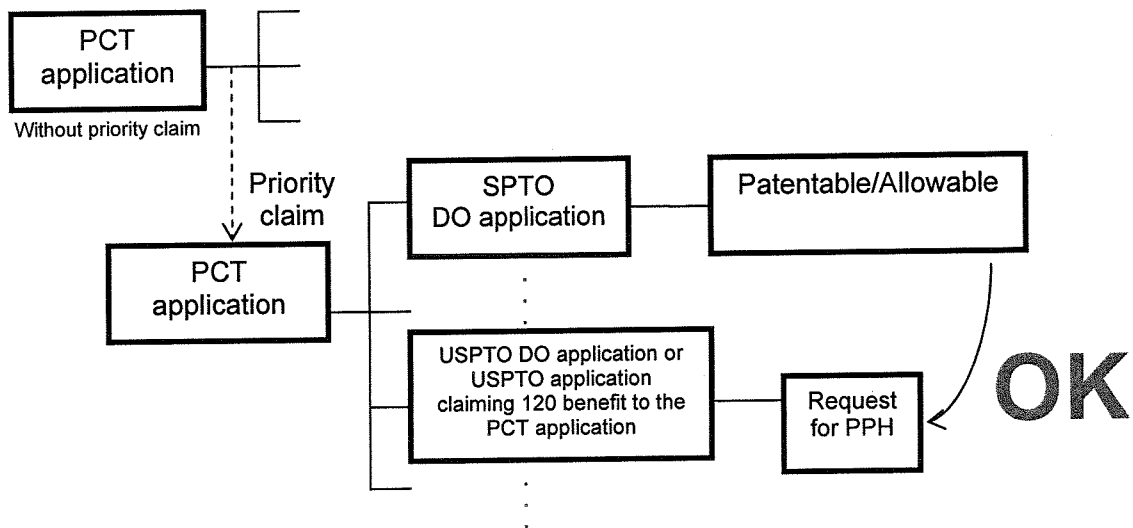 PCT
application
Without priority claim
Priority
claim
PCT
application
SPTO
DO application
Patentable/Allowable
USPTO DO application or
USPTO application
claiming 120 benefit to the
PCT application
Request
for PPH
OK